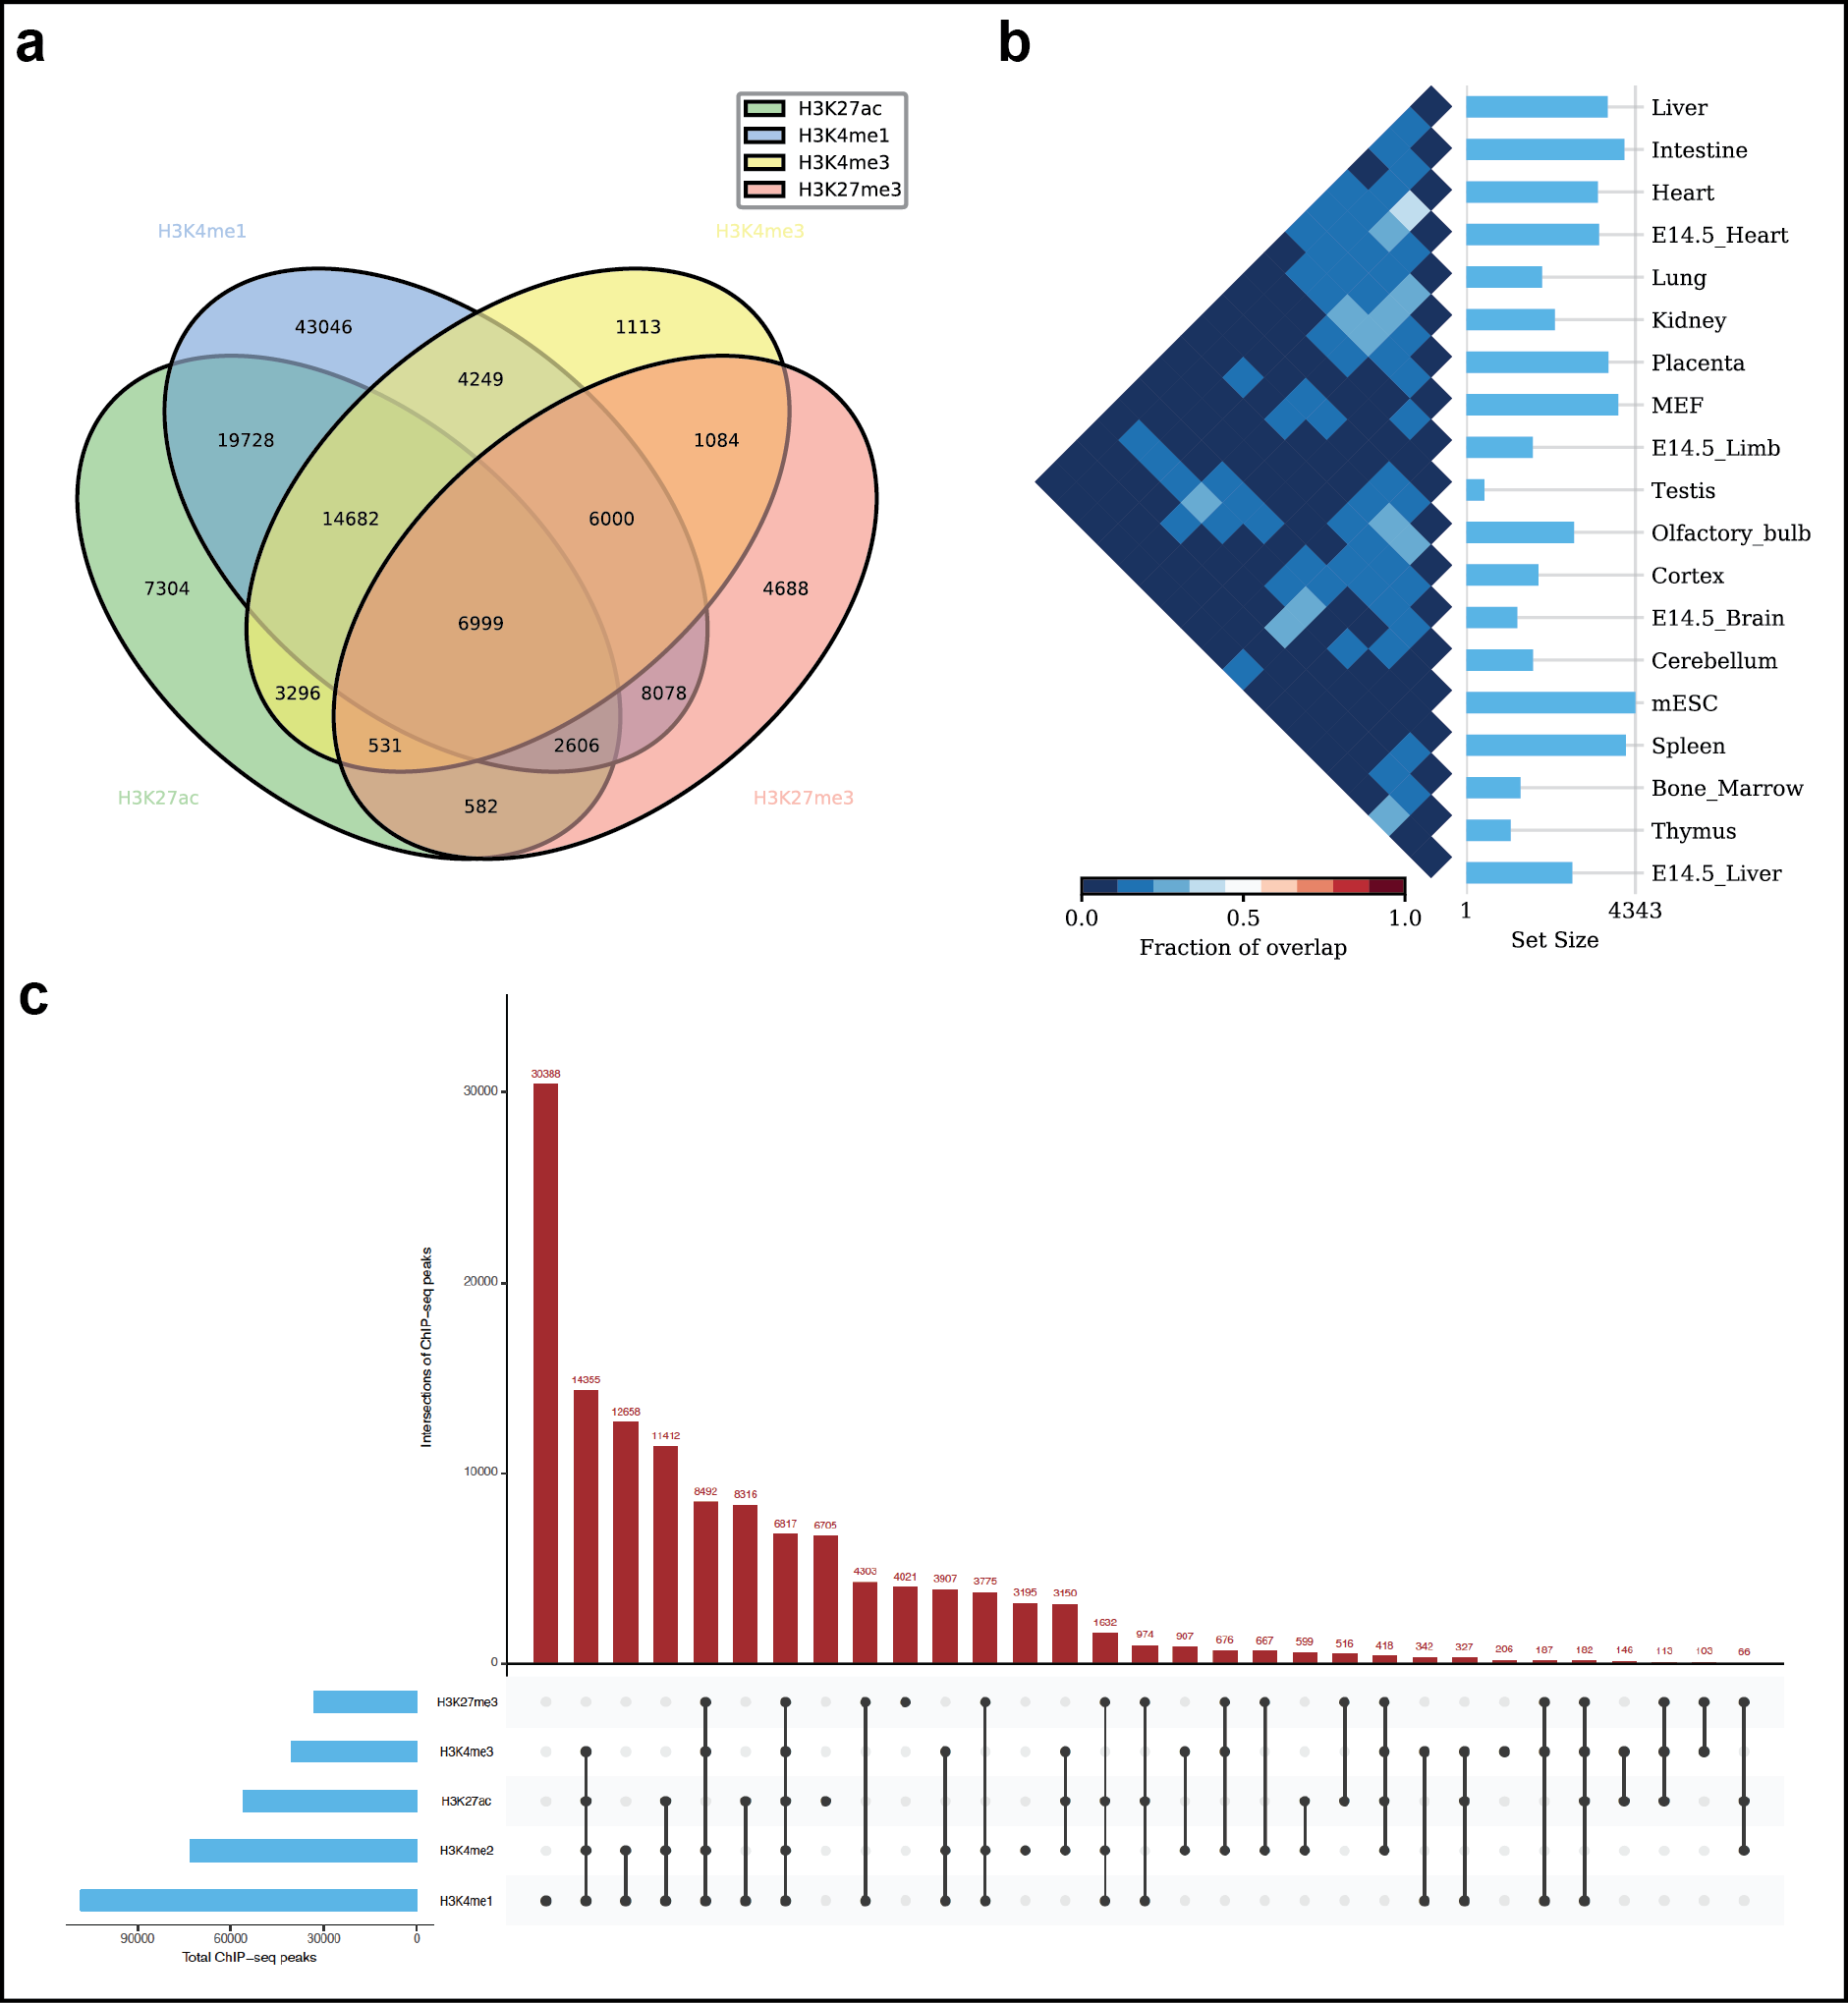 a
H3K27ac
H3K4me1
H3K4me3
H3K27me3
H3K4me1
H3K4me3
43046
1113
4249
19728
1084
14682
6000
7304
4688
6999
3296
8078
531
2606
H3K27ac
H3K27me3
582
b
Liver
Intestine
Heart
E14.5_Heart
Lung
Kidney
Placenta
MEF
E14.5_Limb
Testis
Olfactory_bulb
Cortex
E14.5_Brain
Cerebellum
mESC
Spleen
Bone_Marrow
Thymus
E14.5_Liver
1 4343
Set Size
0.0 0.5 1.0
Fraction of overlap
c
Intersections of ChIP-seq peaks
30000
20000
10000
0
30388
14355
12658
11412
8492
8316
6817
6705
4303
4021
3907
3775
3195
3150
1632
974
907
676
667
599
516
418
342
327
206
187
182
146
113
103
66
H3K27me3
H3K4me3
H3K27ac
H3K4me2
H3K4me1
90000 60000 30000 0
Total ChIP-seq peaks